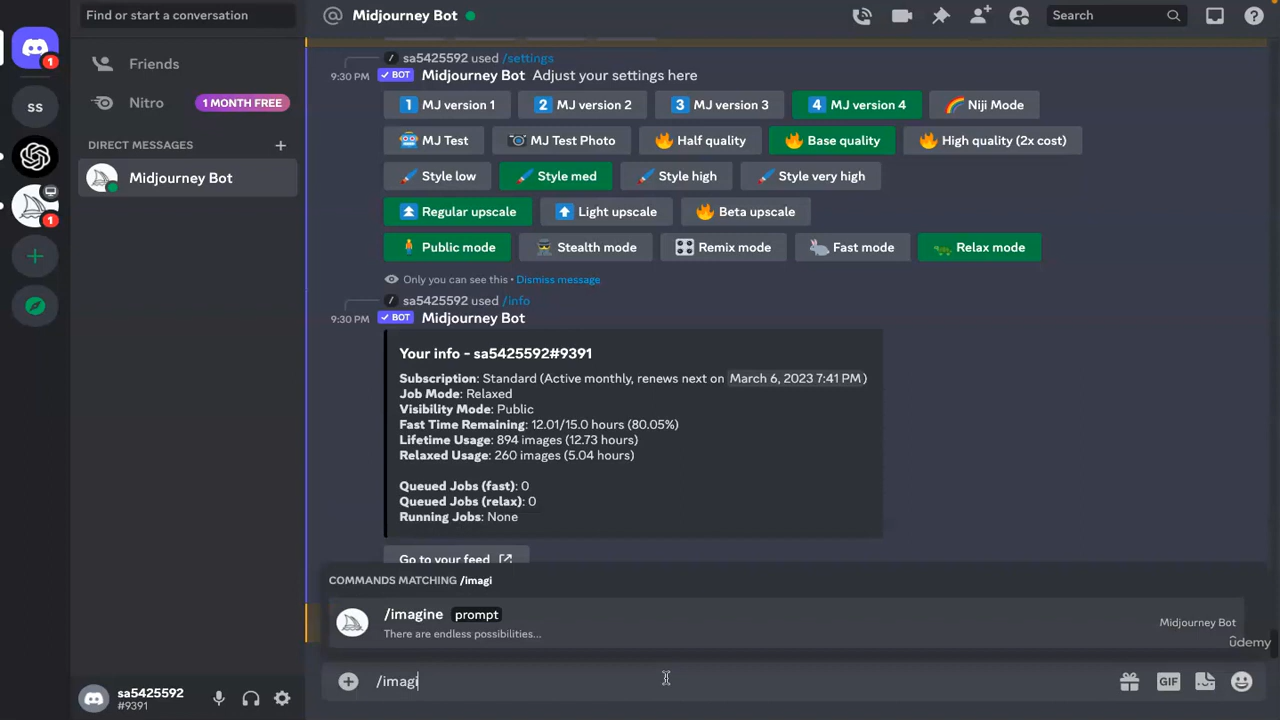 Find or start a conversation
Midjourney Bot
Search
1
Friends
SS
Nitro
1 MONTH FREE
DIRECT MESSAGES
Midjourney Bot
1
sa5425592 used /settings
9:30 PM BOT Midjourney Bot Adjust your settings here
1 MJ version 1 2 MJ version 2 3 MJ version 3 4 MJ version 4 Niji Mode
MJ Test MJ Test Photo Half quality Base quality High quality (2x cost)
Style low Style med Style high Style very high
Regular upscale Light upscale Beta upscale
Public mode Stealth mode Remix mode Fast mode Relax mode
Only you can see this • Dismiss message
sa5425592 used /info
9:30 PM BOT Midjourney Bot
Your info - sa5425592#9391
Subscription: Standard (Active monthly, renews next on March 6, 2023 7:41 PM)
Job Mode: Relaxed
Visibility Mode: Public
Fast Time Remaining: 12.01/15.0 hours (80.05%)
Lifetime Usage: 894 images (12.73 hours)
Relaxed Usage: 260 images (5.04 hours)
Queued Jobs (fast): 0
Queued Jobs (relax): 0
Running Jobs: None
Go to your feed
COMMANDS MATCHING /imagi
/imagine prompt
There are endless possibilities...
Midjourney Bot
ûdemy
/imagi
GIF
sa5425592
#9391